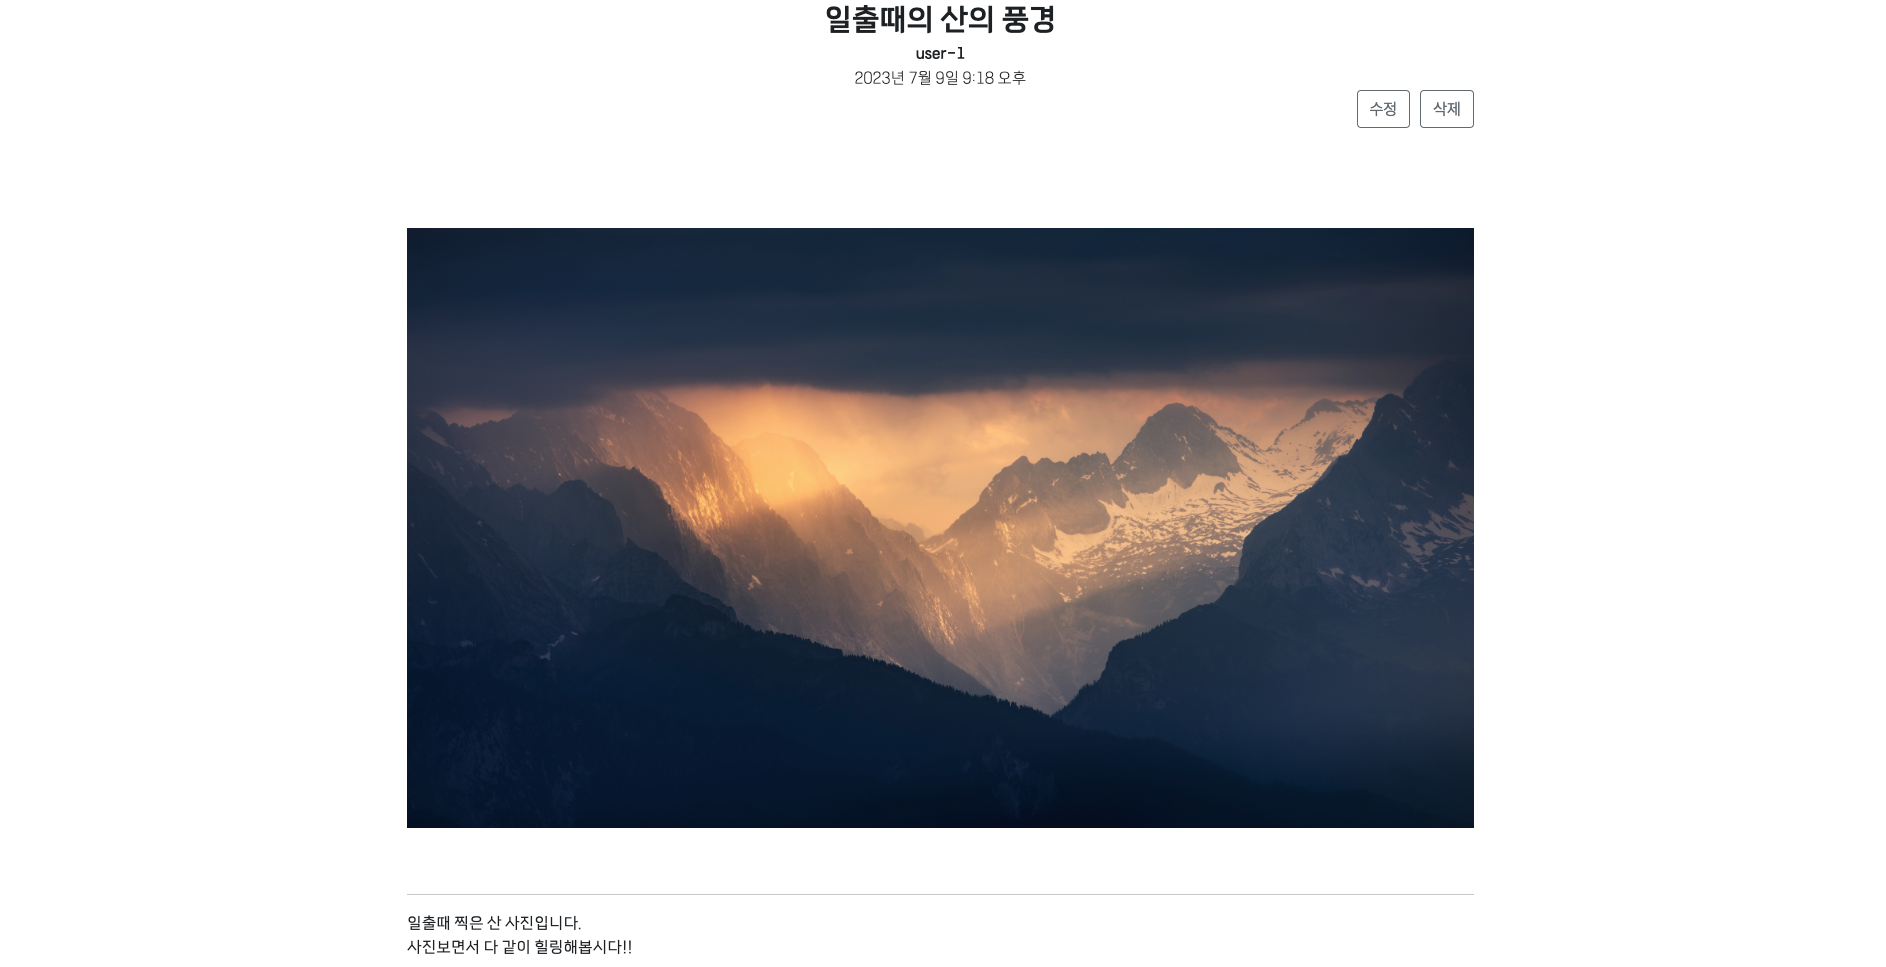 일출때의 산의 풍경
user-1
2023년 7월 9일 9:18 오후
수정 삭제
일출때 찍은 산 사진입니다.
사진보면서 다 같이 힐링해봅시다!!